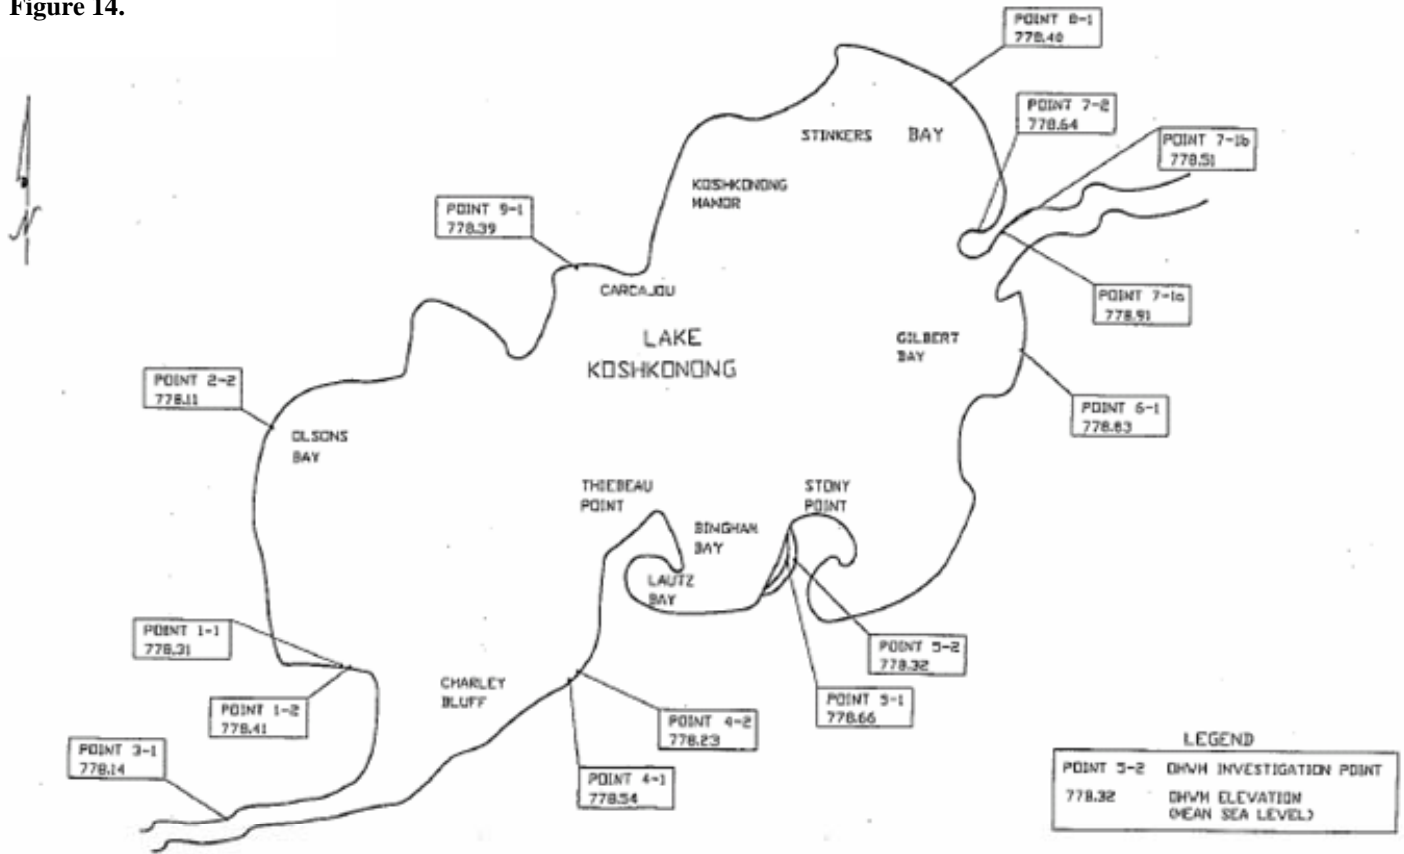 Figure 14.
POINT 8-1
778.40
POINT 7-2
778.64
STINKERS BAY
POINT 7-1b
778.51
KOSHKONONG
MANOR
POINT 9-1
778.39
N
CARCAJOU
POINT 7-1a
778.91
LAKE
KOSHKONONG
GILBERT
BAY
POINT 2-2
778.11
POINT 6-1
778.83
OLSONS
BAY
THIEBEAU
POINT
STONY
POINT
BINGHAM
BAY
LAUTZ
BAY
POINT 1-1
778.31
POINT 5-2
778.32
CHARLEY
BLUFF
POINT 5-1
778.66
POINT 1-2
778.41
POINT 4-2
778.23
POINT 3-1
778.14
POINT 4-1
778.54
LEGEND
POINT 5-2 OHWM INVESTIGATION POINT
778.32 OHWM ELEVATION
(MEAN SEA LEVEL)